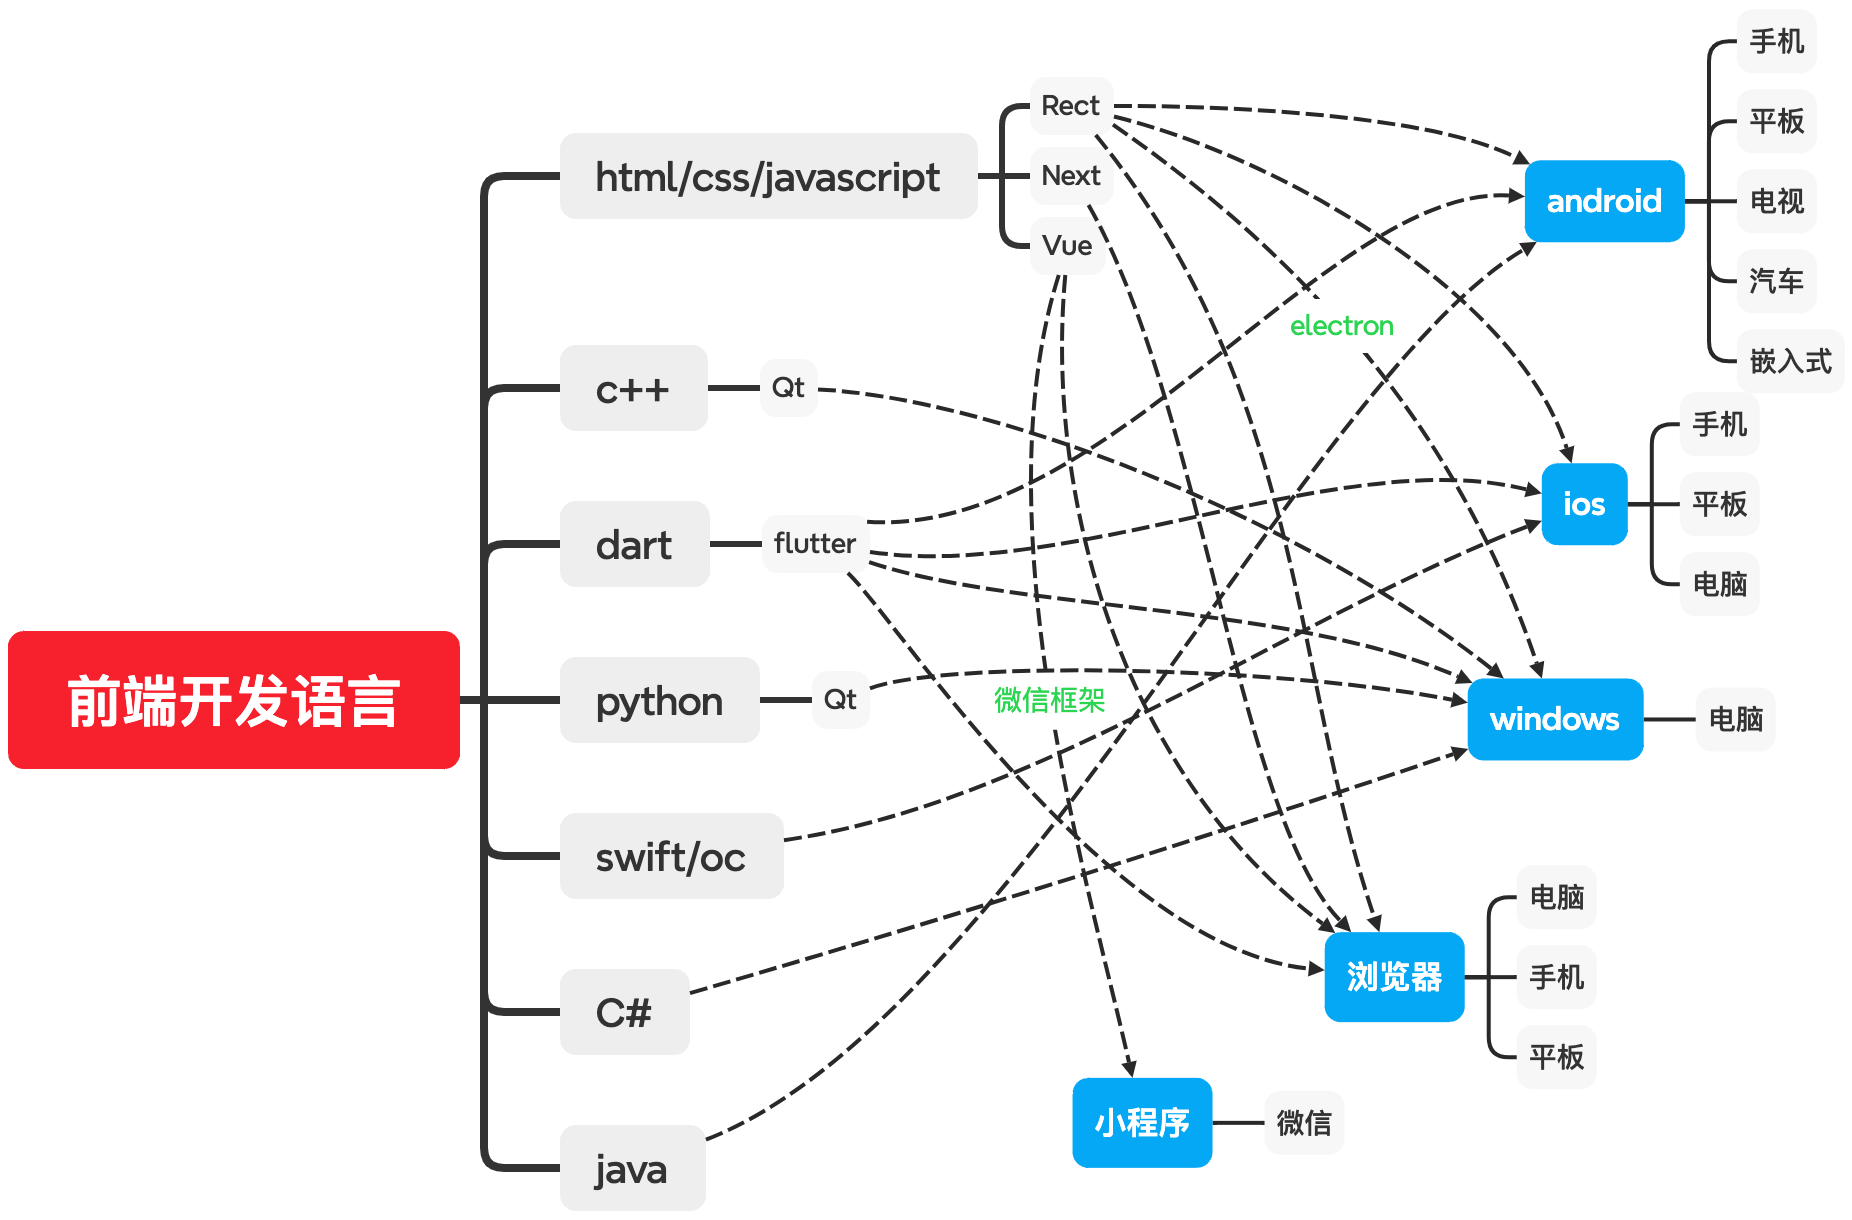 前端开发语言
html/css/javascript
Rect
Next
Vue
c++
Qt
dart
flutter
python
Qt
swift/oc
C#
java
electron
微信框架
android
手机
平板
电视
汽车
嵌入式
ios
手机
平板
电脑
windows
电脑
浏览器
电脑
手机
平板
小程序
微信